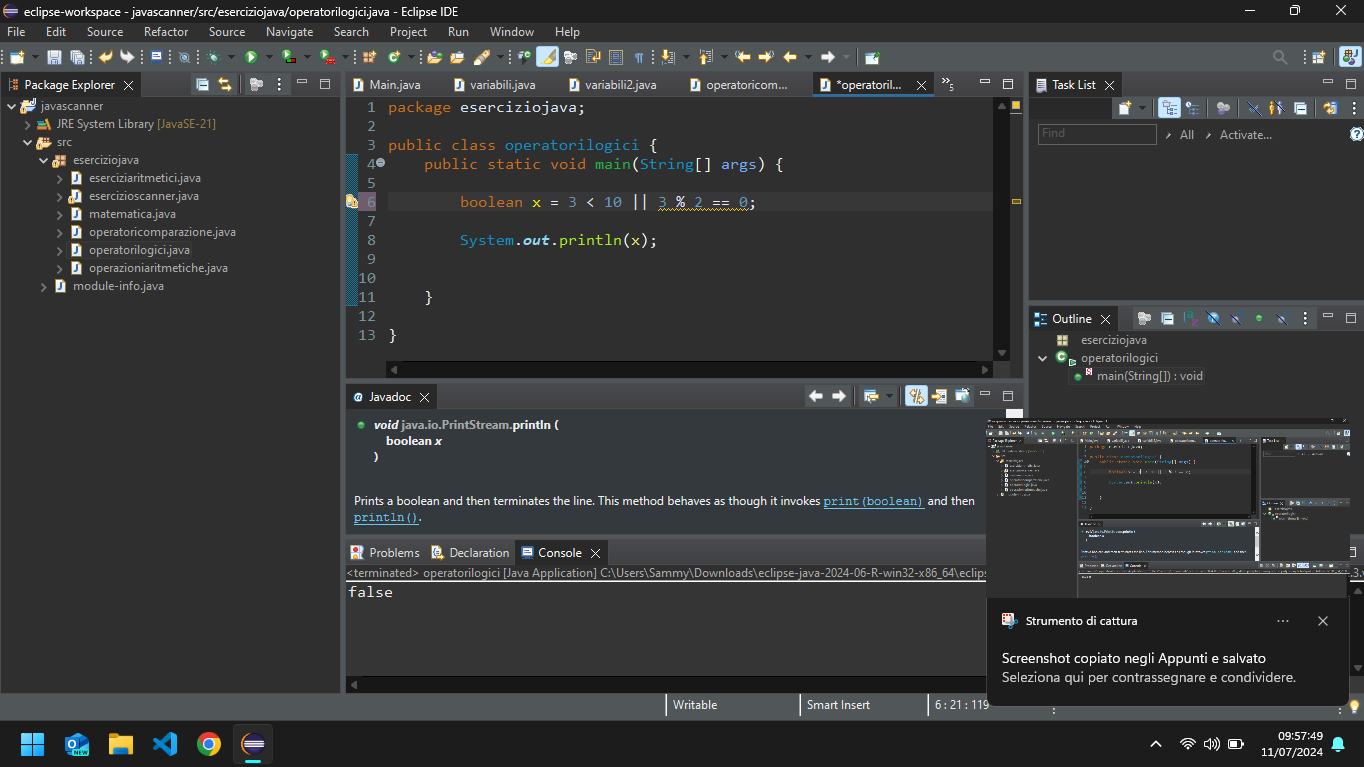 eclipse-workspace - javascanner/src/eserciziojava/operatorilogici.java - Eclipse IDE
File Edit Source Refactor Source Navigate Search Project Run Window Help
Package Explorer
javascanner
JRE System Library [JavaSE-21]
src
eserciziojava
eserciziaritmetici.java
esercizioscanner.java
matematica.java
operatoricomparazione.java
operatorilogici.java
operazioniaritmetiche.java
module-info.java
Main.java variabili.java variabili2.java operatoricom... *operatoril... »5
1 package eserciziojava;
2
3 public class operatorilogici {
4 public static void main(String[] args) {
5
6 boolean x = 3 < 10 || 3 % 2 == 0;
7
8 System.out.println(x);
9
10
11 }
12
13 }
Task List
Find All Activate...
Outline
eserciziojava
operatorilogici
main(String[]) : void
@ Javadoc
void java.io.PrintStream.println (
boolean x
)
Prints a boolean and then terminates the line. This method behaves as though it invokes print(boolean) and then
println().
Problems Declaration Console
<terminated> operatorilogici [Java Application] C:\Users\Sammy\Downloads\eclipse-java-2024-06-R-win32-x86_64\eclips
false
Strumento di cattura
Screenshot copiato negli Appunti e salvato
Seleziona qui per contrassegnare e condividere.
Writable Smart Insert 6 : 21 : 119
NEW
09:57:49
11/07/2024